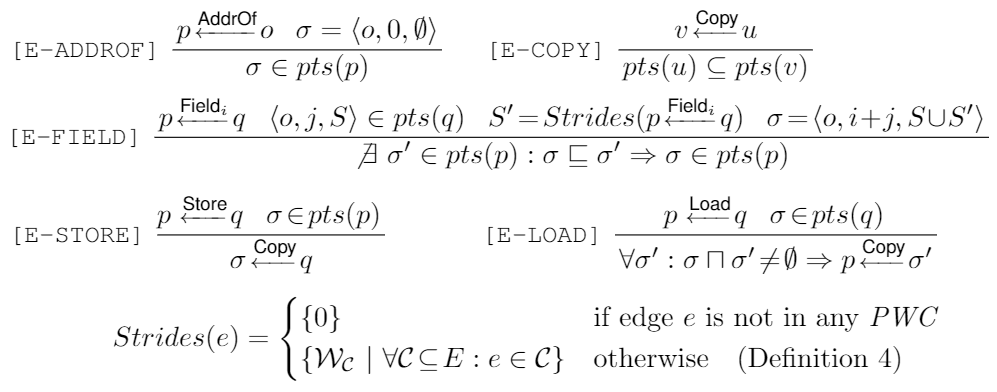 [E-ADDROF] p ⟵AddrOf o   σ = ⟨o, 0, ∅⟩ / σ ∈ pts(p)   [E-COPY] v ⟵Copy u / pts(u) ⊆ pts(v)
[E-FIELD] p ⟵Field_i q   ⟨o, j, S⟩ ∈ pts(q)   S′ = Strides(p ⟵Field_i q)   σ = ⟨o, i+j, S∪S′⟩ / ∄ σ′ ∈ pts(p) : σ ⊑ σ′ ⇒ σ ∈ pts(p)
[E-STORE] p ⟵Store q   σ ∈ pts(p) / σ ⟵Copy q   [E-LOAD] p ⟵Load q   σ ∈ pts(q) / ∀σ′ : σ ⊓ σ′ ≠ ∅ ⇒ p ⟵Copy σ′
Strides(e) = { {0}   if edge e is not in any PWC
{𝒲_𝒞 | ∀𝒞 ⊆ E : e ∈ 𝒞}   otherwise   (Definition 4)